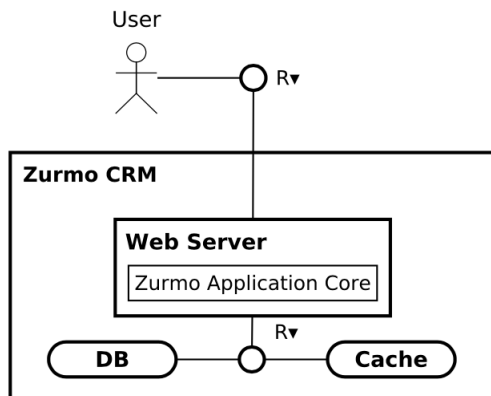 User
R▾
Zurmo CRM
Web Server
Zurmo Application Core
R▾
DB
Cache